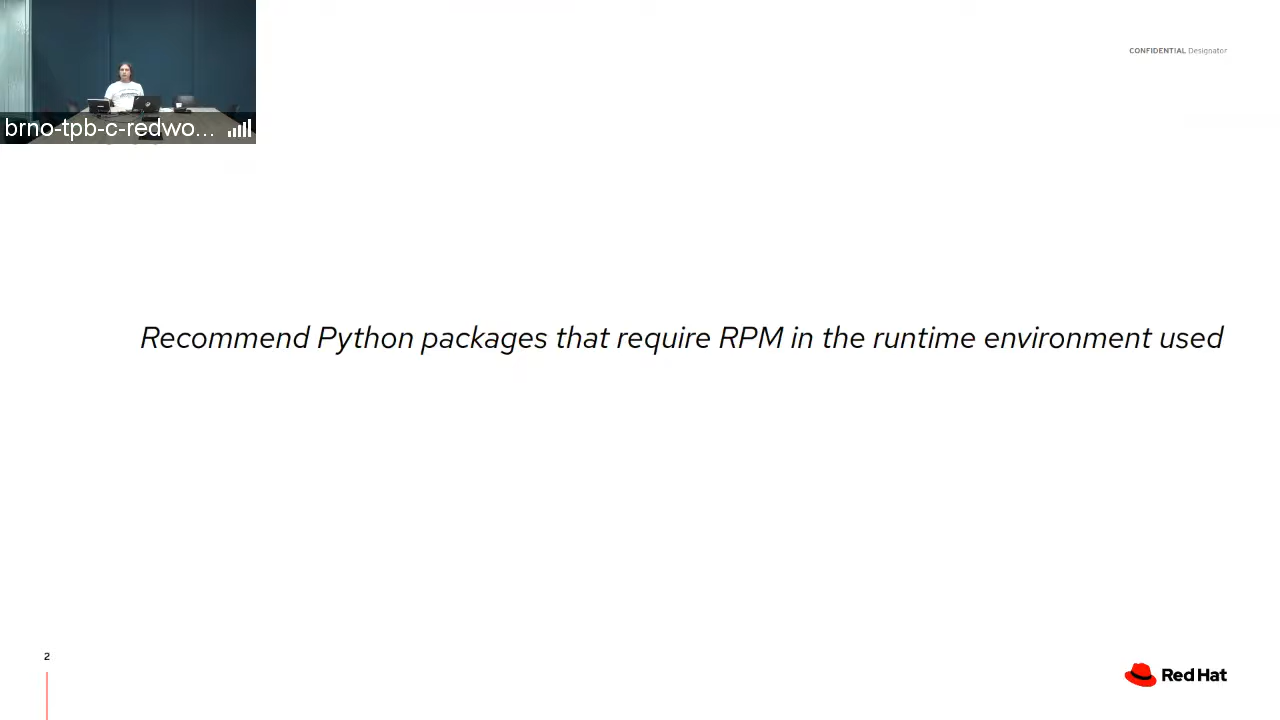 CONFIDENTIAL Designator
brno-tpb-c-redwo...
Recommend Python packages that require RPM in the runtime environment used
2
Red Hat